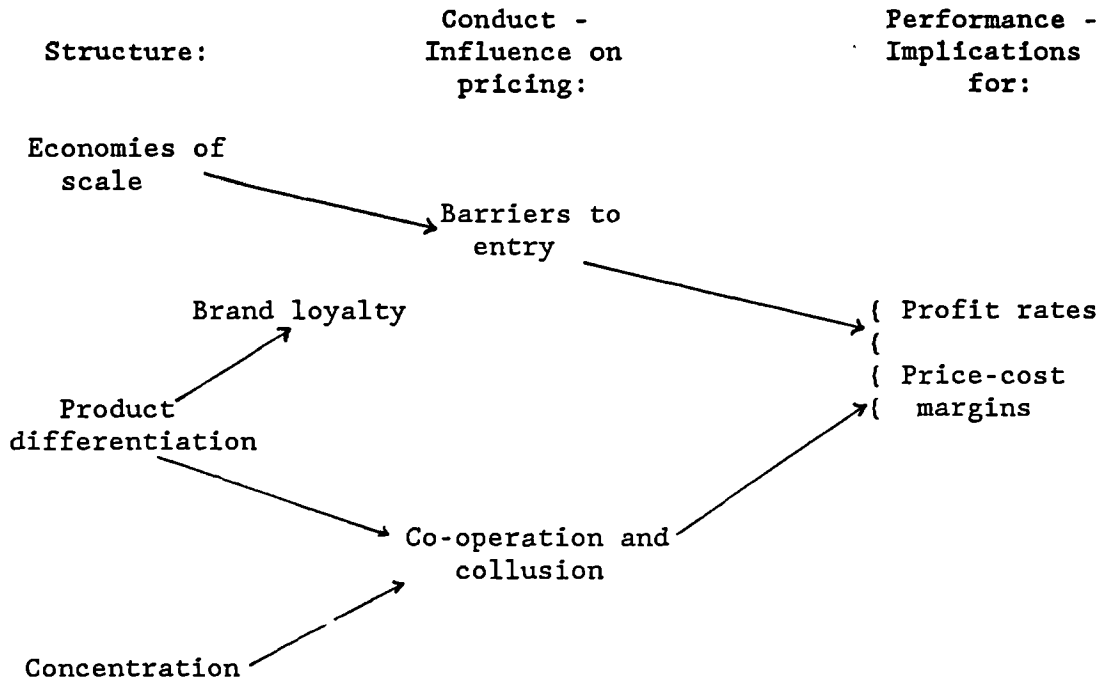 Structure:
Conduct -
Influence on
pricing:
Performance -
Implications
for:
Economies of
scale
Barriers to
entry
Brand loyalty
{ Profit rates
{
{ Price-cost
{ margins
Product
differentiation
Co-operation and
collusion
Concentration